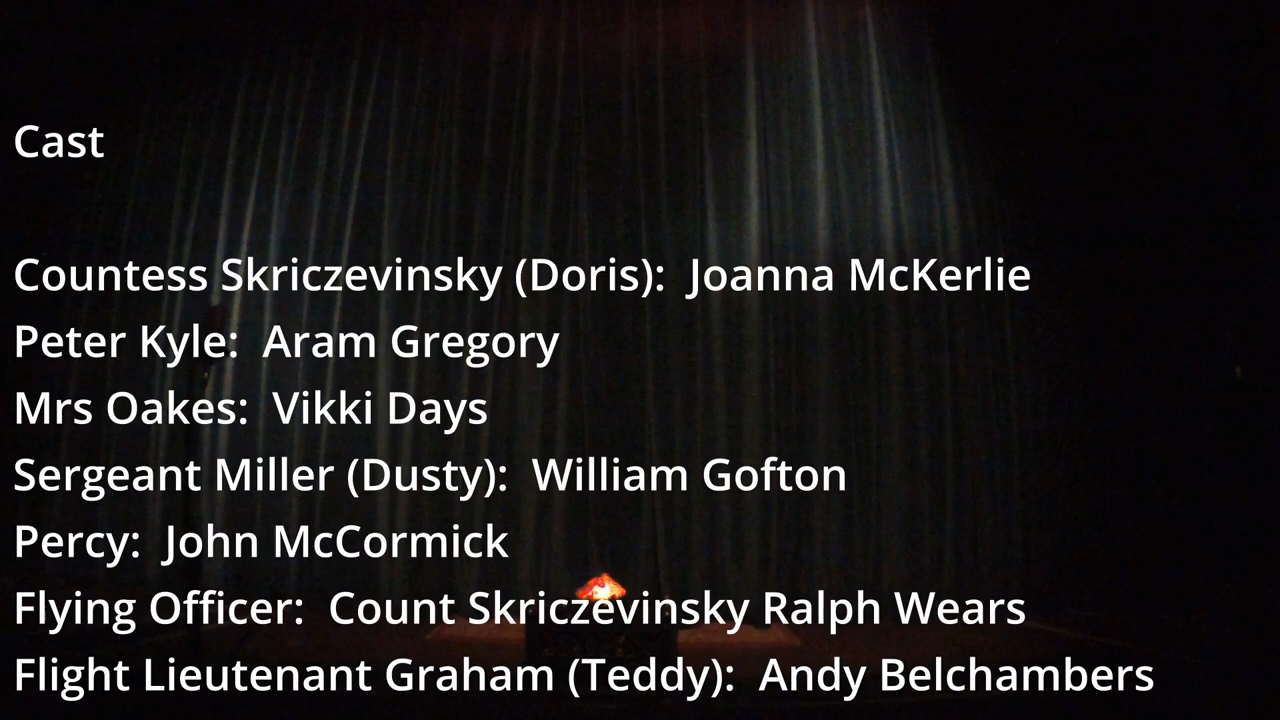 Cast
Countess Skriczevinsky (Doris): Joanna McKerlie
Peter Kyle: Aram Gregory
Mrs Oakes: Vikki Days
Sergeant Miller (Dusty): William Gofton
Percy: John McCormick
Flying Officer: Count Skriczevinsky Ralph Wears
Flight Lieutenant Graham (Teddy): Andy Belchambers